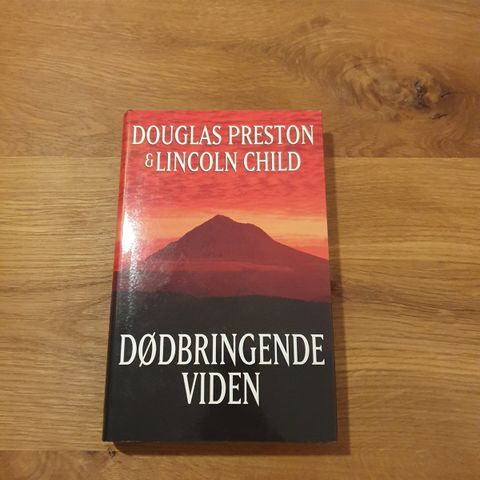 DOUGLAS PRESTON
& LINCOLN CHILD
DØDBRINGENDE
VIDEN